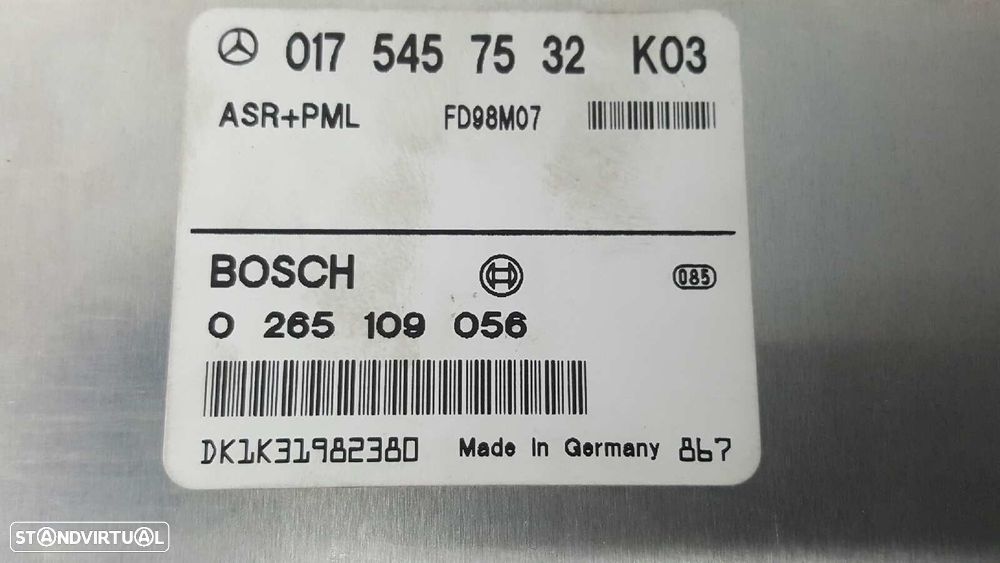 017 545 75 32 K03
ASR+PML FD98M07
BOSCH
085
0 265 109 056
DK1K31982380 Made In Germany 867
STANDVIRTUAL